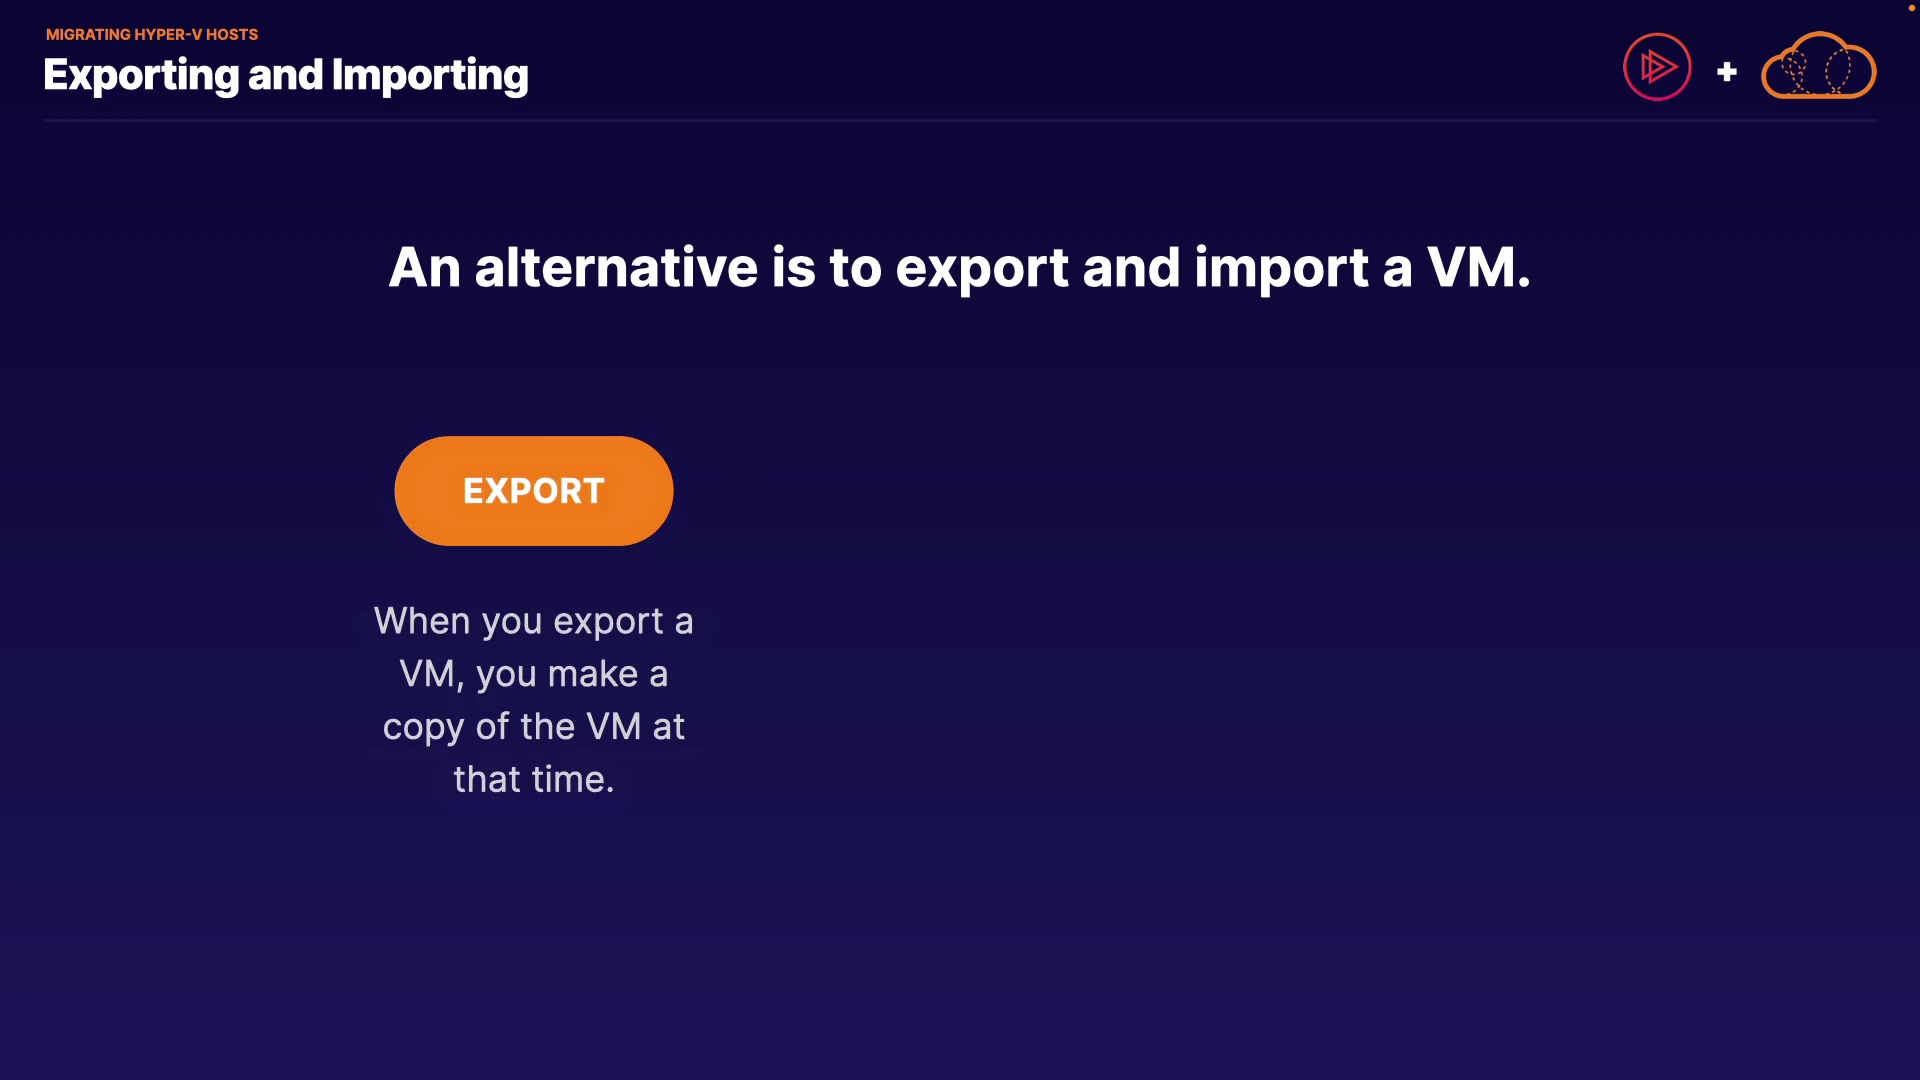 MIGRATING HYPER-V HOSTS
Exporting and Importing
An alternative is to export and import a VM.
EXPORT
When you export a
VM, you make a
copy of the VM at
that time.